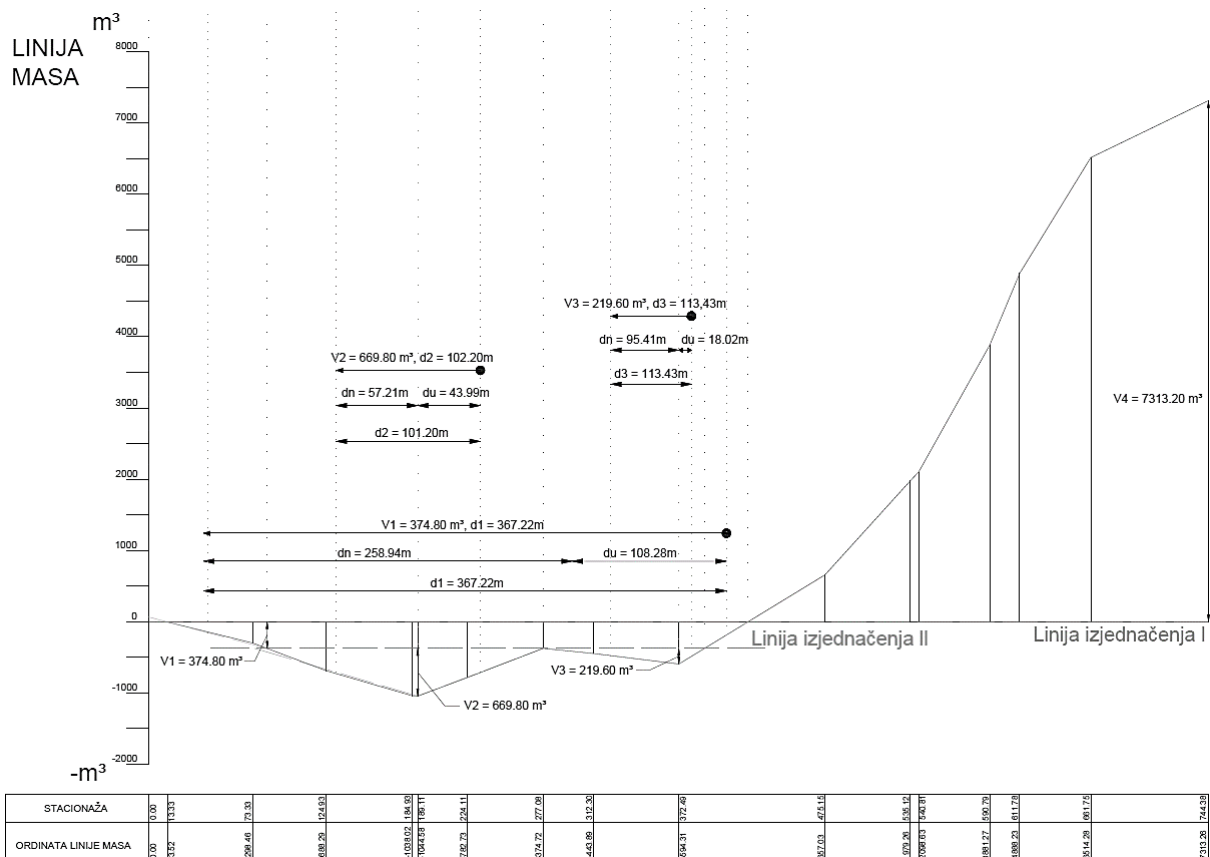 m³
LINIJA
MASA
8000
7000
6000
5000
4000
3000
2000
1000
0
-1000
-2000
-m³
V3 = 219.60 m³, d3 = 113,43m
dn = 95.41m
du = 18.02m
d3 = 113.43m
V2 = 669.80 m³, d2 = 102.20m
dn = 57.21m
du = 43.99m
d2 = 101.20m
V4 = 7313.20 m³
V1 = 374.80 m³, d1 = 367.22m
dn = 258.94m
du = 108.28m
d1 = 367.22m
Linija izjednačenja II
Linija izjednačenja I
V1 = 374.80 m³
V3 = 219.60 m³
V2 = 669.80 m³
STACIONAŽA
0.00
13.33
73.33
124.93
184.93
189.11
224.11
277.08
312.30
372.49
475.15
535.12
540.81
590.79
611.78
661.75
744.38
ORDINATA LINIJE MASA